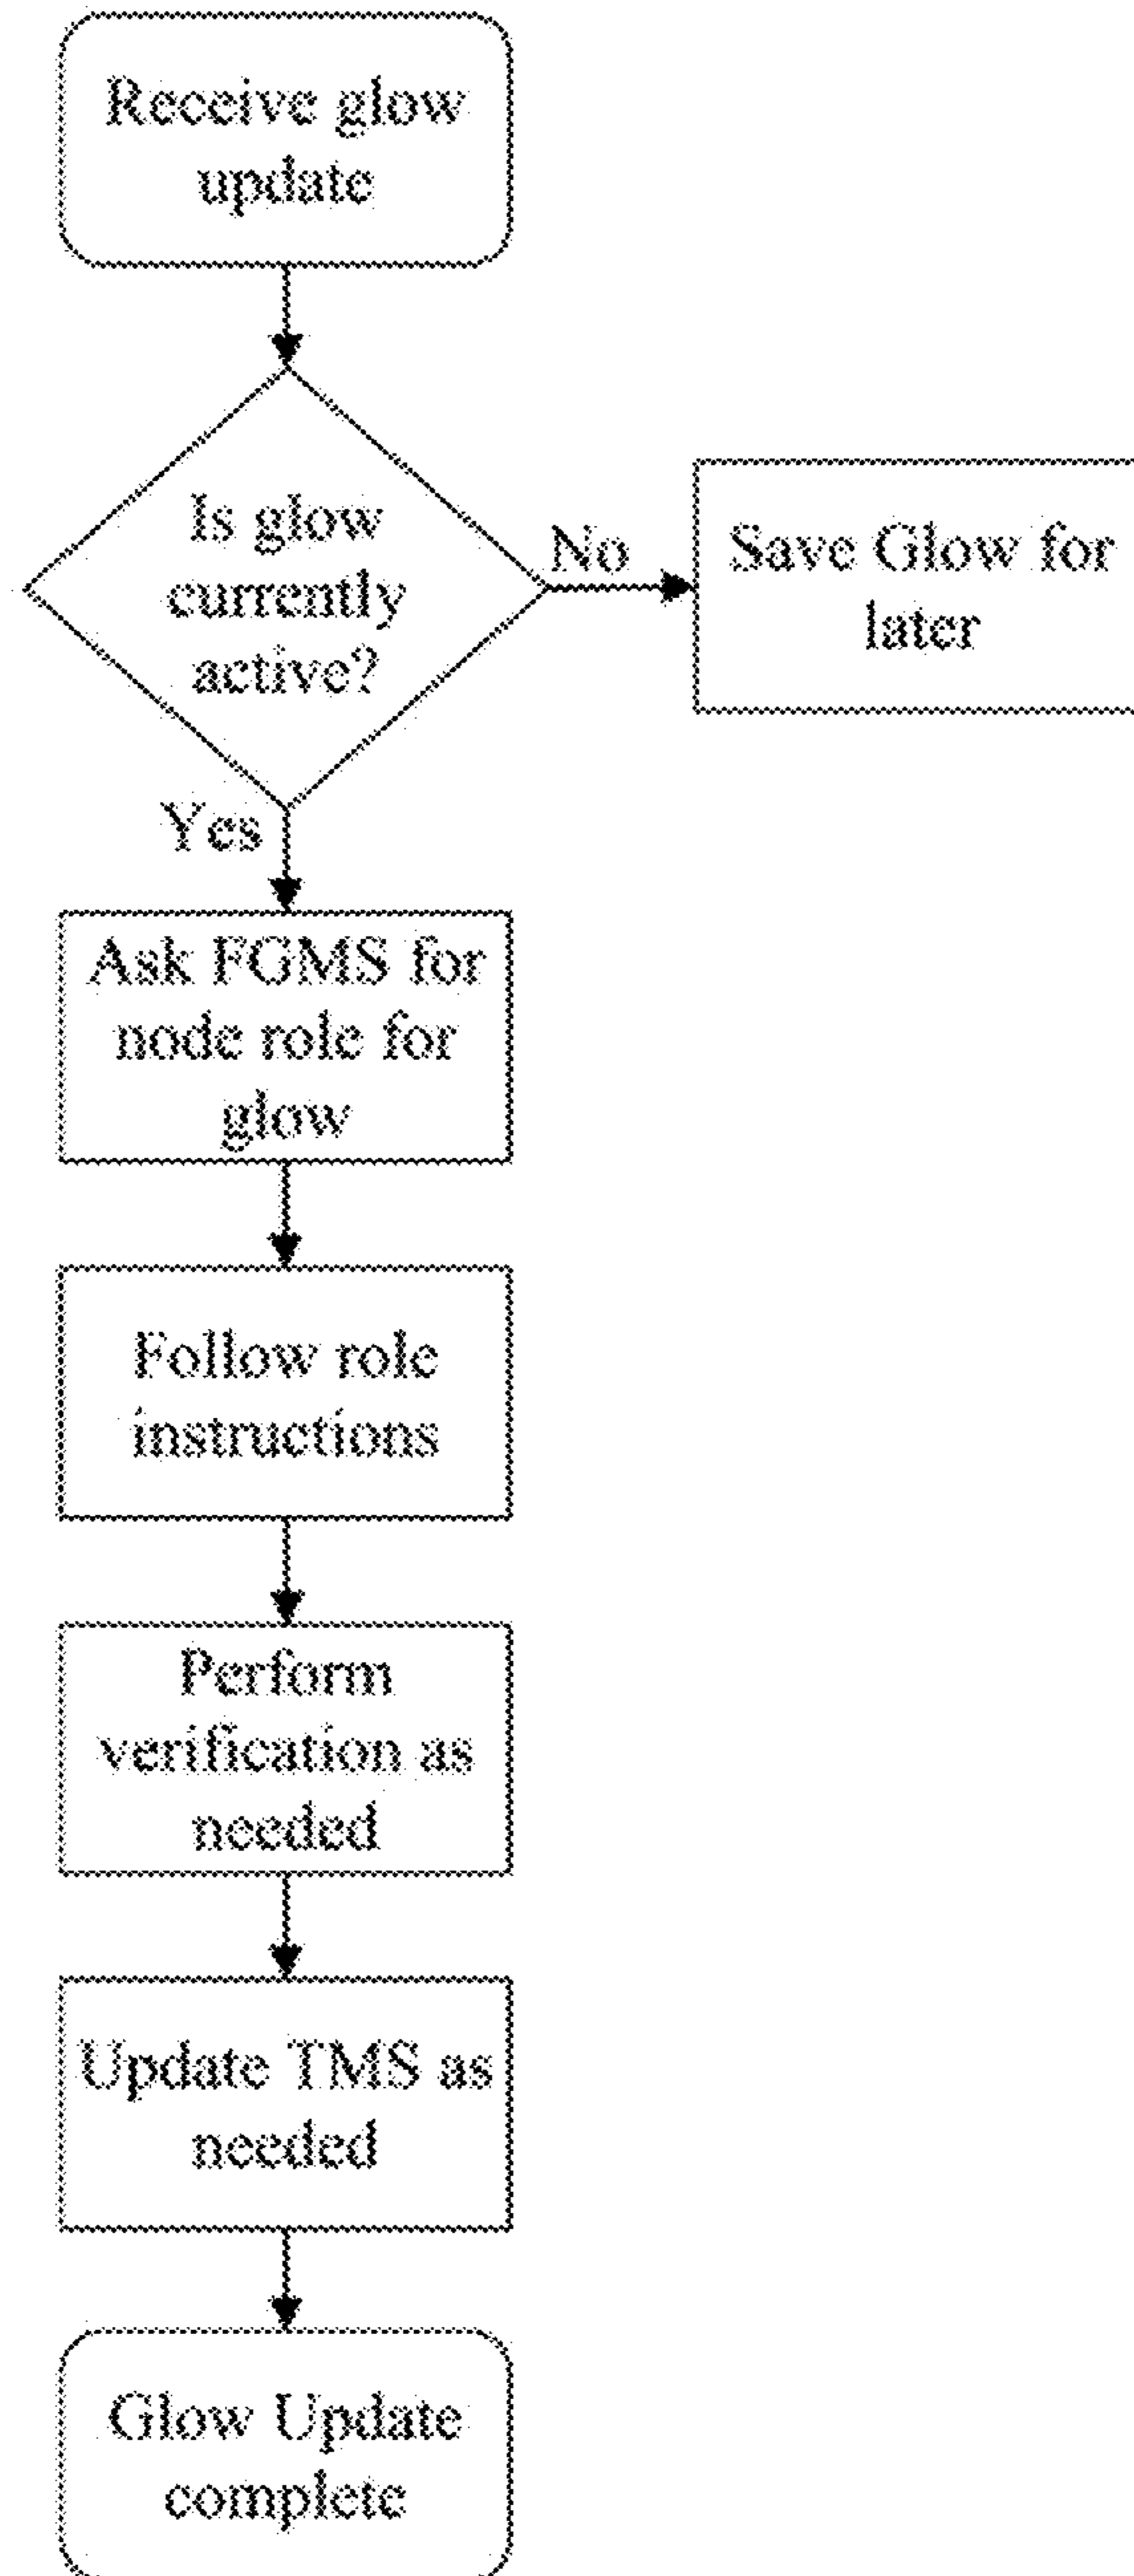 Receive glow
update
Is glow
currently
active?
No
Save Glow for
later
Yes
Ask FGMS for
node role for
glow
Follow role
instructions
Perform
verification as
needed
Update TMS as
needed
Glow Update
complete